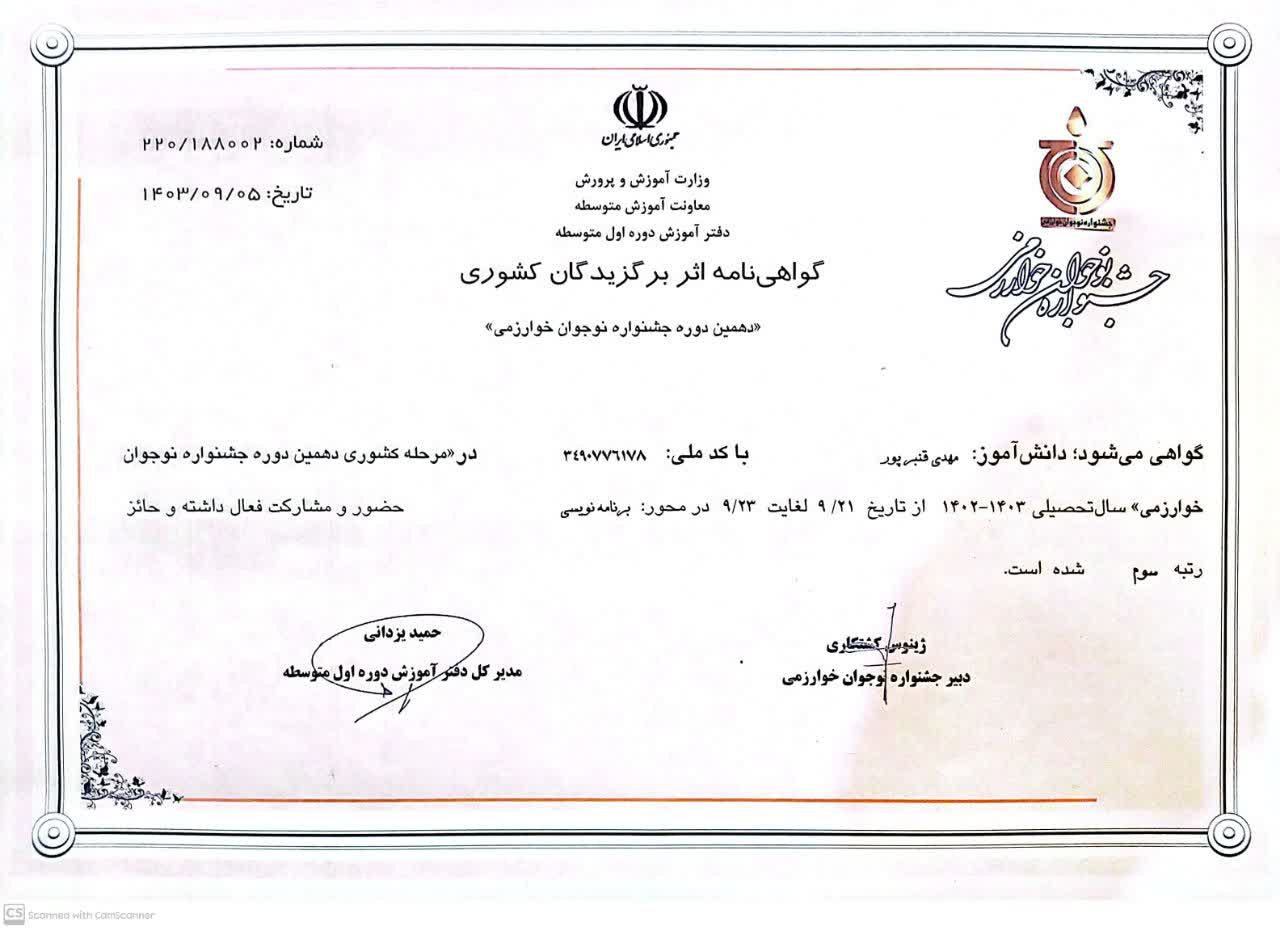 جمهوری اسلامی ایران
وزارت آموزش و پرورش
معاونت آموزش متوسطه
دفتر آموزش دوره اول متوسطه
گواهی‌نامه اثر برگزیدگان کشوری
«دهمین دوره جشنواره نوجوان خوارزمی»
شماره: ۲۲۰/۱۸۸۰۰۲
تاریخ: ۱۴۰۳/۰۹/۰۵
جشنواره نوجوان خوارزمی
جشنواره نوجوان خوارزمی
گواهی می‌شود؛ دانش‌آموز: مهدی قنبرپور با کد ملی: ۳۴۹۰۷۷۶۱۷۸ در «مرحله کشوری دهمین دوره جشنواره نوجوان
خوارزمی» سال‌تحصیلی ۱۴۰۳-۱۴۰۲ از تاریخ ۹/۲۱ لغایت ۹/۲۳ در محور: برنامه‌نویسی حضور و مشارکت فعال داشته و حائز
رتبه سوم شده است.
ژینوس کشتکاری
دبیر جشنواره نوجوان خوارزمی
حمید یزدانی
مدیر کل دفتر آموزش دوره اول متوسطه
CS Scanned with CamScanner